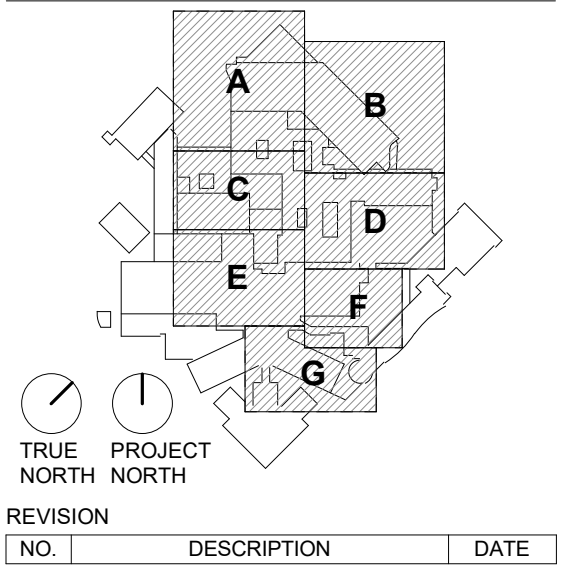 A
B
C
D
E
F
G
TRUE NORTH
PROJECT NORTH
REVISION
NO. DESCRIPTION DATE